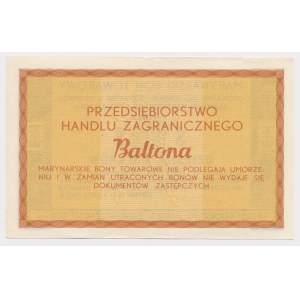 PRZEDSIĘBIORSTWO
HANDLU ZAGRANICZNEGO
Baltona
MARYNARSKIE BONY TOWAROWE NIE PODLEGAJĄ UMORZE-
NIU I W ZAMIAN UTRACONYCH BONÓW NIE WYDAJE SIĘ
DOKUMENTÓW ZASTĘPCZYCH